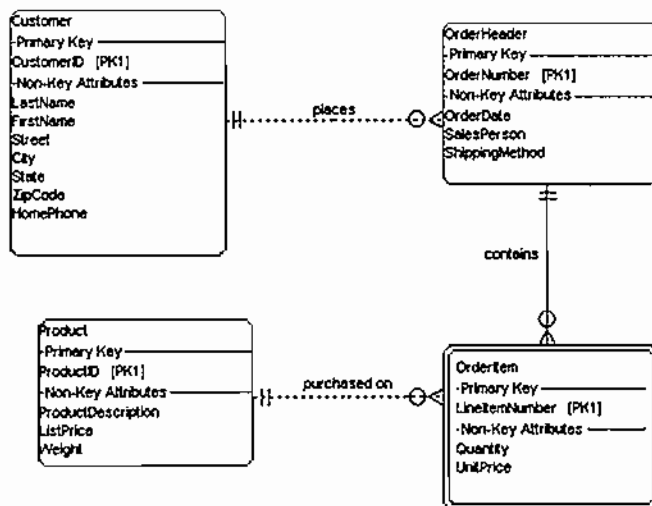 Customer
-Primary Key
CustomerID [PK1]
-Non-Key Attributes
LastName
FirstName
Street
City
State
ZipCode
HomePhone
places
OrderHeader
-Primary Key
OrderNumber [PK1]
-Non-Key Attributes
OrderDate
SalesPerson
ShippingMethod
contains
Product
-Primary Key
ProductID [PK1]
-Non-Key Attributes
ProductDescription
ListPrice
Weight
purchased on
OrderItem
-Primary Key
LineItemNumber [PK1]
-Non-Key Attributes
Quantity
UnitPrice